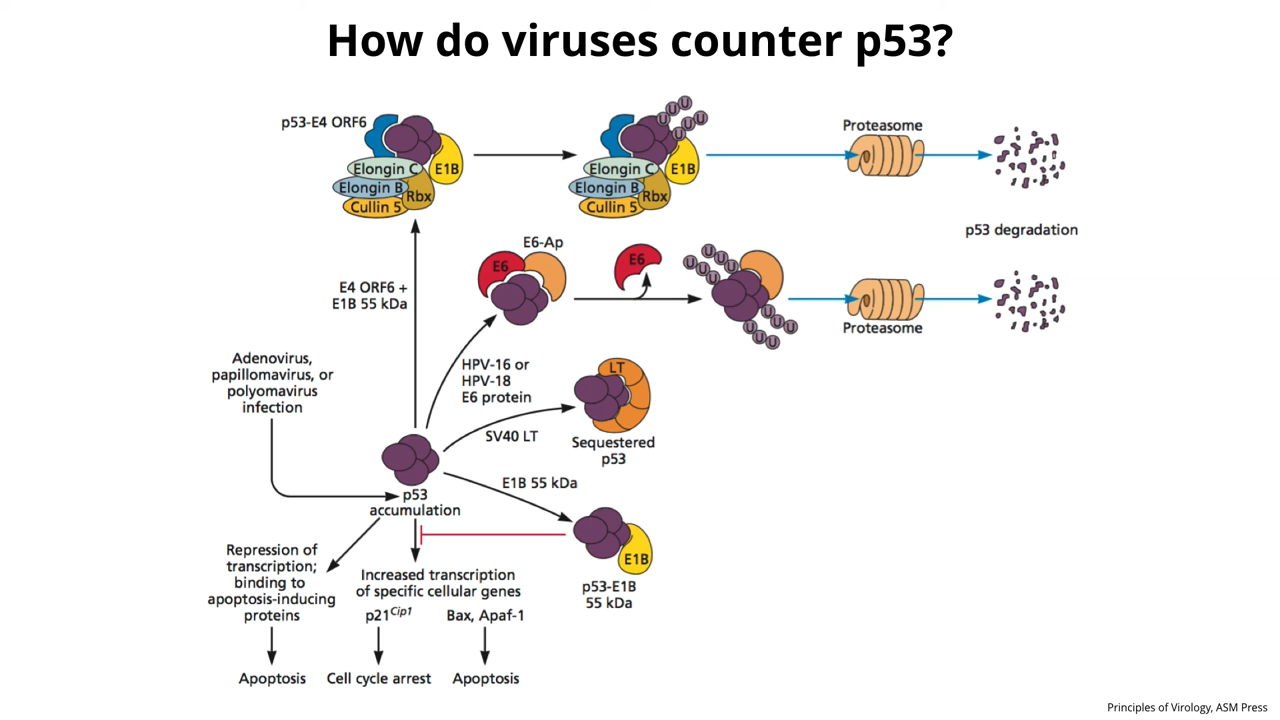 How do viruses counter p53?
p53-E4 ORF6
Elongin C
Elongin B
Cullin 5
Rbx
E1B
U U
U U
Elongin C
Elongin B
Cullin 5
Rbx
E1B
Proteasome
p53 degradation
E4 ORF6 +
E1B 55 kDa
E6-Ap
E6
E6
U U U
U U U
U U U
U U U
Proteasome
HPV-16 or
HPV-18
E6 protein
Adenovirus,
papillomavirus, or
polyomavirus
infection
SV40 LT
LT
Sequestered
p53
p53
accumulation
E1B 55 kDa
E1B
p53-E1B
55 kDa
Repression of
transcription;
binding to
apoptosis-inducing
proteins
Increased transcription
of specific cellular genes
p21Cip1
Bax, Apaf-1
Apoptosis
Cell cycle arrest
Apoptosis
Principles of Virology, ASM Press